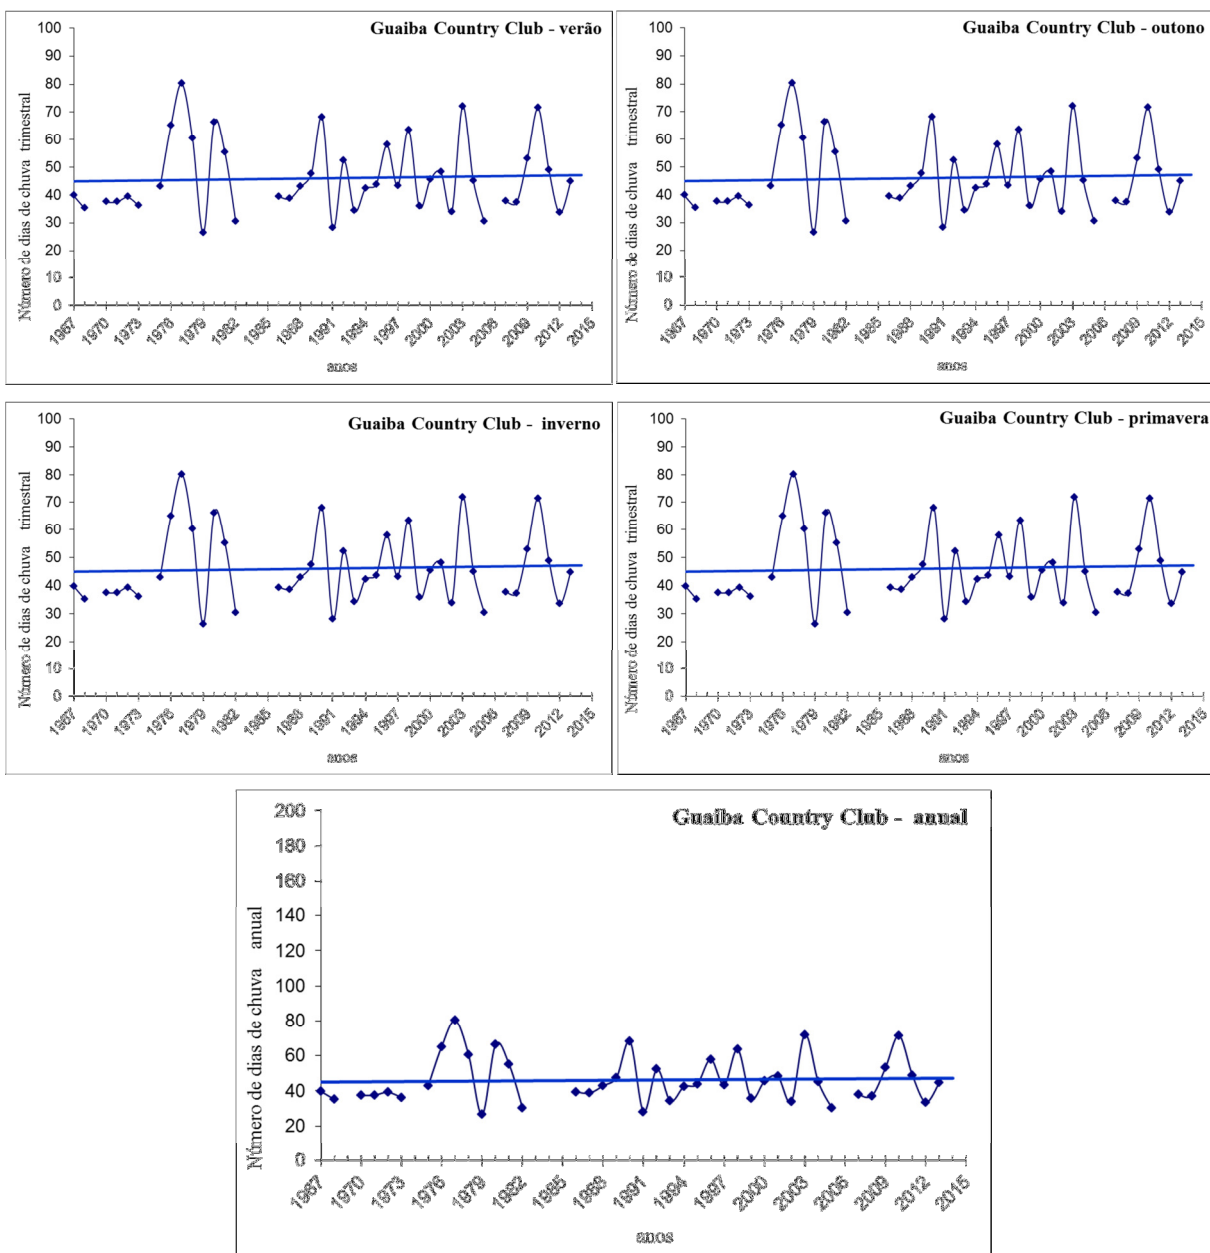 Guaiba Country Club - verão
Número de dias de chuva trimestral
100
90
80
70
60
50
40
30
20
10
0
1967 1970 1973 1976 1979 1982 1985 1988 1991 1994 1997 2000 2003 2006 2009 2012 2015
anos
Guaiba Country Club - outono
Número de dias de chuva trimestral
100
90
80
70
60
50
40
30
20
10
0
1967 1970 1973 1976 1979 1982 1985 1988 1991 1994 1997 2000 2003 2006 2009 2012 2015
anos
Guaiba Country Club - inverno
Número de dias de chuva trimestral
100
90
80
70
60
50
40
30
20
10
0
1967 1970 1973 1976 1979 1982 1985 1988 1991 1994 1997 2000 2003 2006 2009 2012 2015
anos
Guaiba Country Club - primavera
Número de dias de chuva trimestral
100
90
80
70
60
50
40
30
20
10
0
1967 1970 1973 1976 1979 1982 1985 1988 1991 1994 1997 2000 2003 2006 2009 2012 2015
anos
Guaiba Country Club - anual
Número de dias de chuva anual
200
180
160
140
120
100
80
60
40
20
0
1967 1970 1973 1976 1979 1982 1985 1988 1991 1994 1997 2000 2003 2006 2009 2012 2015
anos